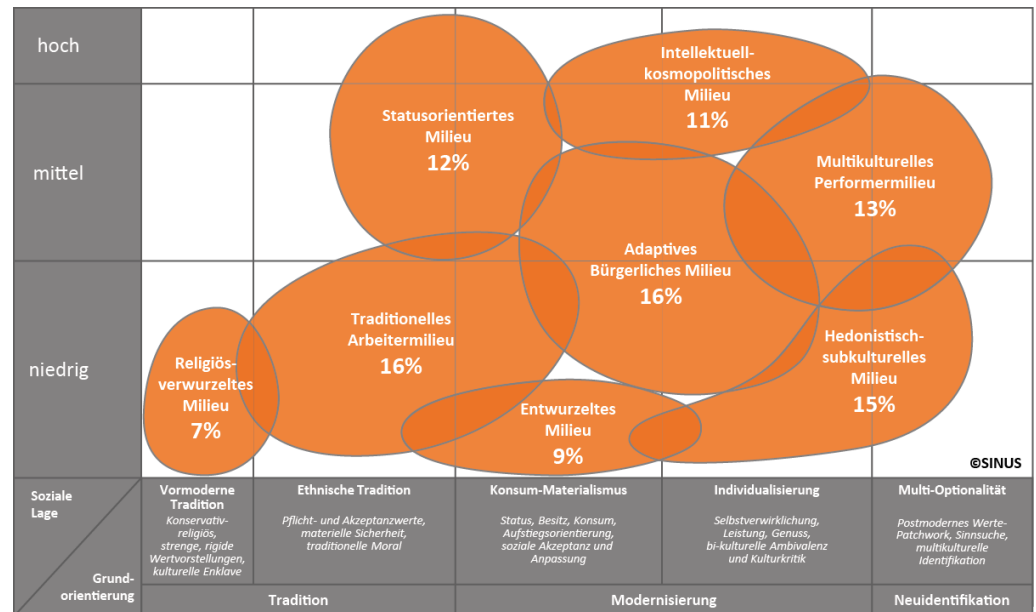 hoch
mittel
niedrig
Intellektuell-
kosmopolitisches
Milieu
11%
Statusorientiertes
Milieu
12%
Multikulturelles
Performermilieu
13%
Adaptives
Bürgerliches Milieu
16%
Traditionelles
Arbeitermilieu
16%
Religiös-
verwurzeltes
Milieu
7%
Hedonistisch-
subkulturelles
Milieu
15%
Entwurzeltes
Milieu
9%
©SINUS
Soziale
Lage
Grund-
orientierung
Vormoderne
Tradition
Konservativ-
religiös,
strenge, rigide
Wertvorstellungen,
kulturelle Enklave
Ethnische Tradition
Pflicht- und Akzeptanzwerte,
materielle Sicherheit,
traditionelle Moral
Konsum-Materialismus
Status, Besitz, Konsum,
Aufstiegsorientierung,
soziale Akzeptanz und
Anpassung
Individualisierung
Selbstverwirklichung,
Leistung, Genuss,
bi-kulturelle Ambivalenz
und Kulturkritik
Multi-Optionalität
Postmodernes Werte-
Patchwork, Sinnsuche,
multikulturelle
Identifikation
Tradition
Modernisierung
Neuidentifikation